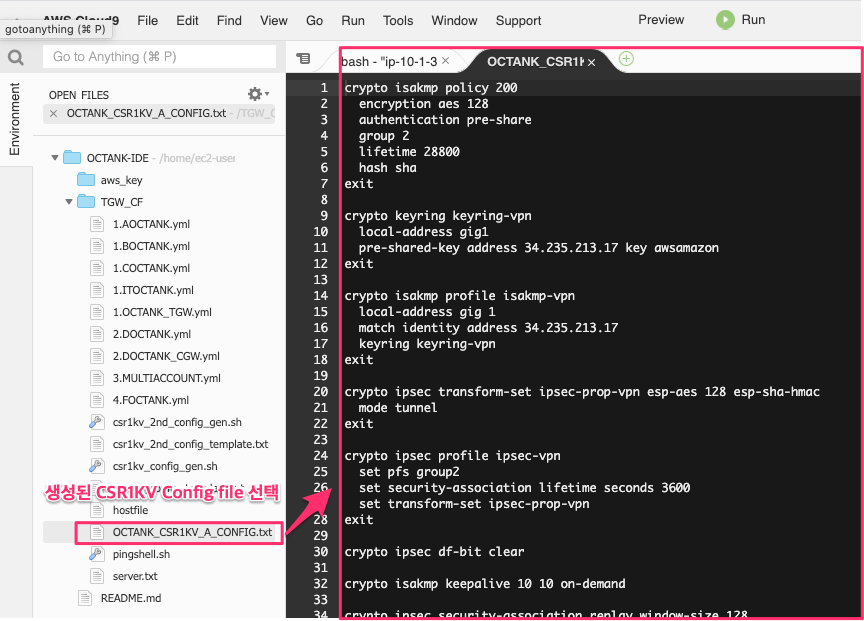 AWS Cloud9 File Edit Find View Go Run Tools Window Support Preview Run
gotoanything (⌘ P)
Go to Anything (⌘ P)
Environment
OPEN FILES
OCTANK_CSR1KV_A_CONFIG.txt - /TGW_C
OCTANK-IDE - /home/ec2-user
aws_key
TGW_CF
1.AOCTANK.yml
1.BOCTANK.yml
1.COCTANK.yml
1.ITOCTANK.yml
1.OCTANK_TGW.yml
2.DOCTANK.yml
2.DOCTANK_CGW.yml
3.MULTIACCOUNT.yml
4.FOCTANK.yml
csr1kv_2nd_config_gen.sh
csr1kv_2nd_config_template.txt
csr1kv_config_gen.sh
생성된 CSR1KV Config file 선택
hostfile
OCTANK_CSR1KV_A_CONFIG.txt
pingshell.sh
server.txt
README.md
bash - "ip-10-1-3 × OCTANK_CSR1K ×
1 crypto isakmp policy 200
2 encryption aes 128
3 authentication pre-share
4 group 2
5 lifetime 28800
6 hash sha
7 exit
8
9 crypto keyring keyring-vpn
10 local-address gig1
11 pre-shared-key address 34.235.213.17 key awsamazon
12 exit
13
14 crypto isakmp profile isakmp-vpn
15 local-address gig 1
16 match identity address 34.235.213.17
17 keyring keyring-vpn
18 exit
19
20 crypto ipsec transform-set ipsec-prop-vpn esp-aes 128 esp-sha-hmac
21 mode tunnel
22 exit
23
24 crypto ipsec profile ipsec-vpn
25 set pfs group2
26 set security-association lifetime seconds 3600
set transform-set ipsec-prop-vpn
28 exit
29
30 crypto ipsec df-bit clear
31
32 crypto isakmp keepalive 10 10 on-demand
33
34 crypto ipsec security-association replay window-size 128